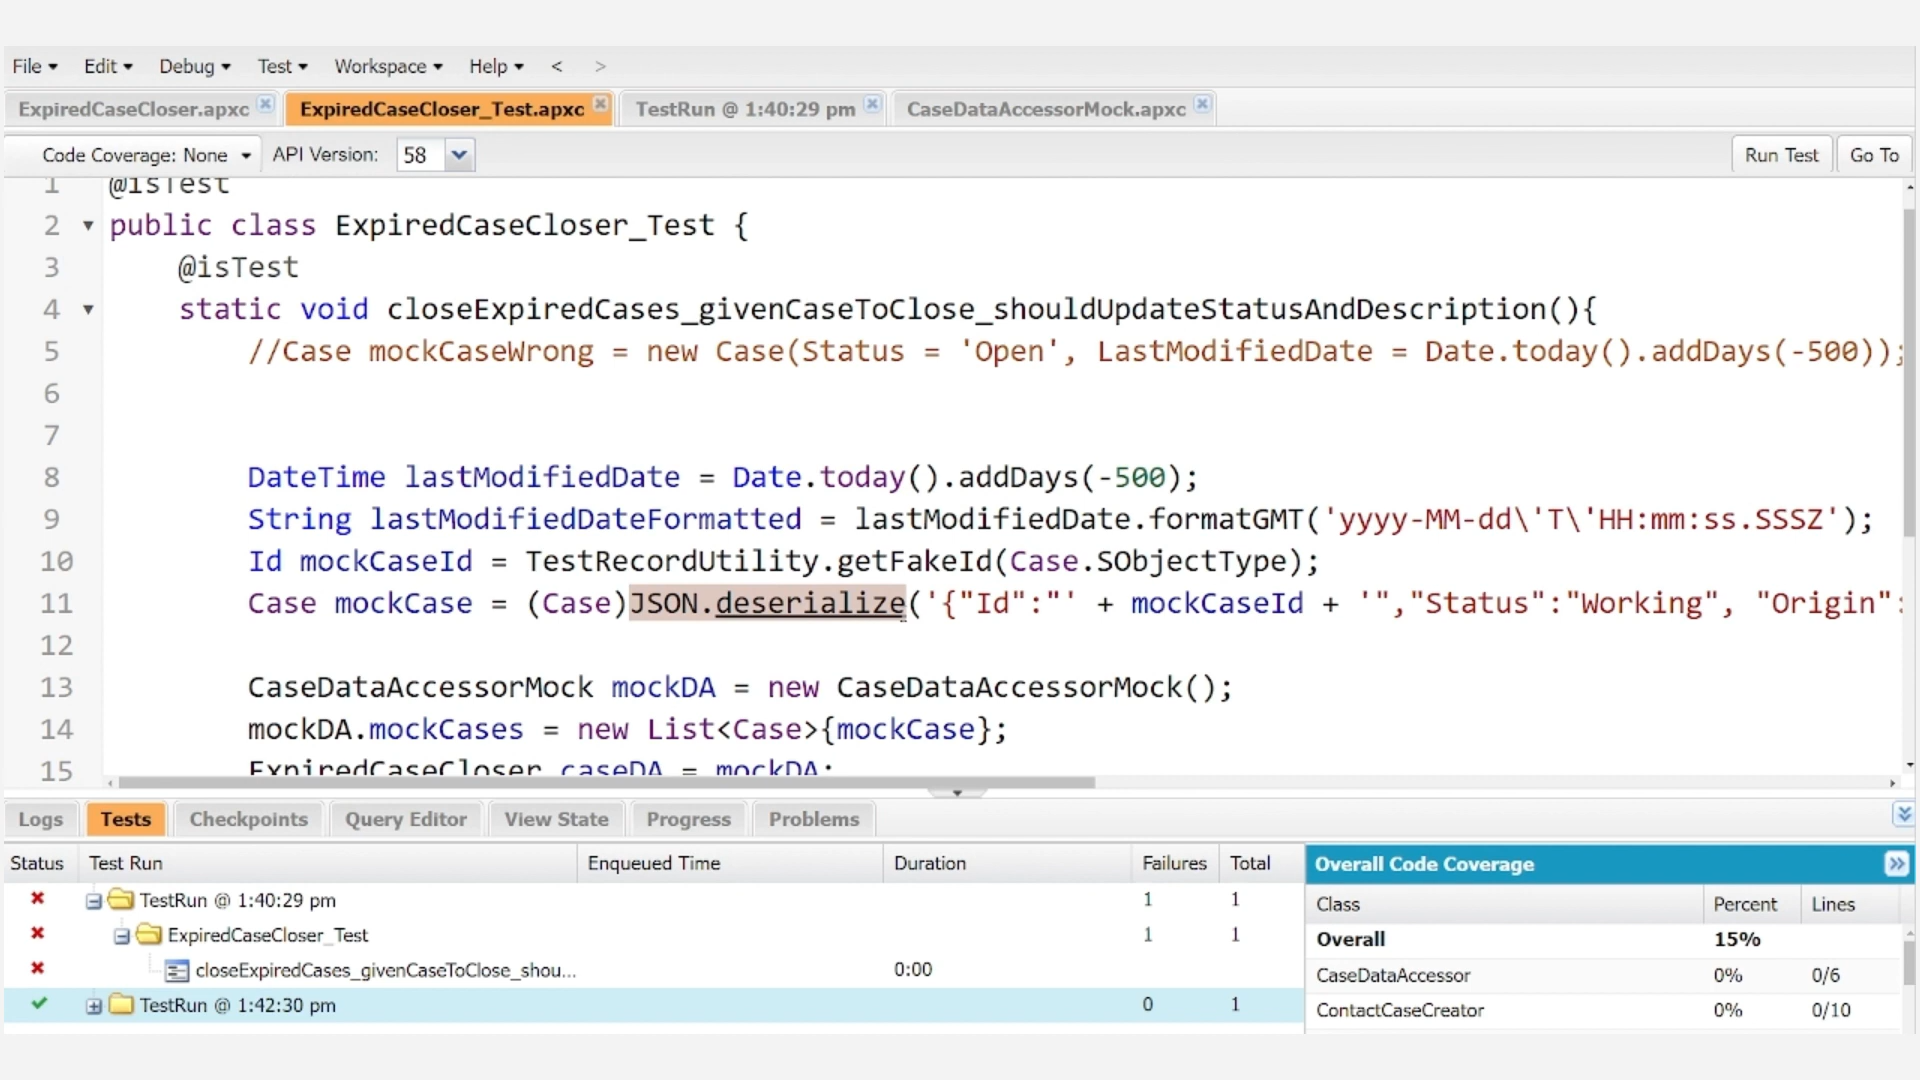 File Edit Debug Test Workspace Help < >
ExpiredCaseCloser.apxc ExpiredCaseCloser_Test.apxc TestRun @ 1:40:29 pm CaseDataAccessorMock.apxc
Code Coverage: None API Version: 58 Run Test Go To
1 @isTest
2 public class ExpiredCaseCloser_Test {
3 @isTest
4 static void closeExpiredCases_givenCaseToClose_shouldUpdateStatusAndDescription(){
5 //Case mockCaseWrong = new Case(Status = 'Open', LastModifiedDate = Date.today().addDays(-500));
6
7
8 DateTime lastModifiedDate = Date.today().addDays(-500);
9 String lastModifiedDateFormatted = lastModifiedDate.formatGMT('yyyy-MM-dd\'T\'HH:mm:ss.SSSZ');
10 Id mockCaseId = TestRecordUtility.getFakeId(Case.SObjectType);
11 Case mockCase = (Case)JSON.deserialize('{"Id":"' + mockCaseId + '","Status":"Working", "Origin":
12
13 CaseDataAccessorMock mockDA = new CaseDataAccessorMock();
14 mockDA.mockCases = new List<Case>{mockCase};
15 ExpiredCaseCloser.caseDA = mockDA;
Logs Tests Checkpoints Query Editor View State Progress Problems
Status Test Run Enqueued Time Duration Failures Total
TestRun @ 1:40:29 pm 1 1
ExpiredCaseCloser_Test 1 1
closeExpiredCases_givenCaseToClose_shou... 0:00
TestRun @ 1:42:30 pm 0 1
Overall Code Coverage
Class Percent Lines
Overall 15%
CaseDataAccessor 0% 0/6
ContactCaseCreator 0% 0/10